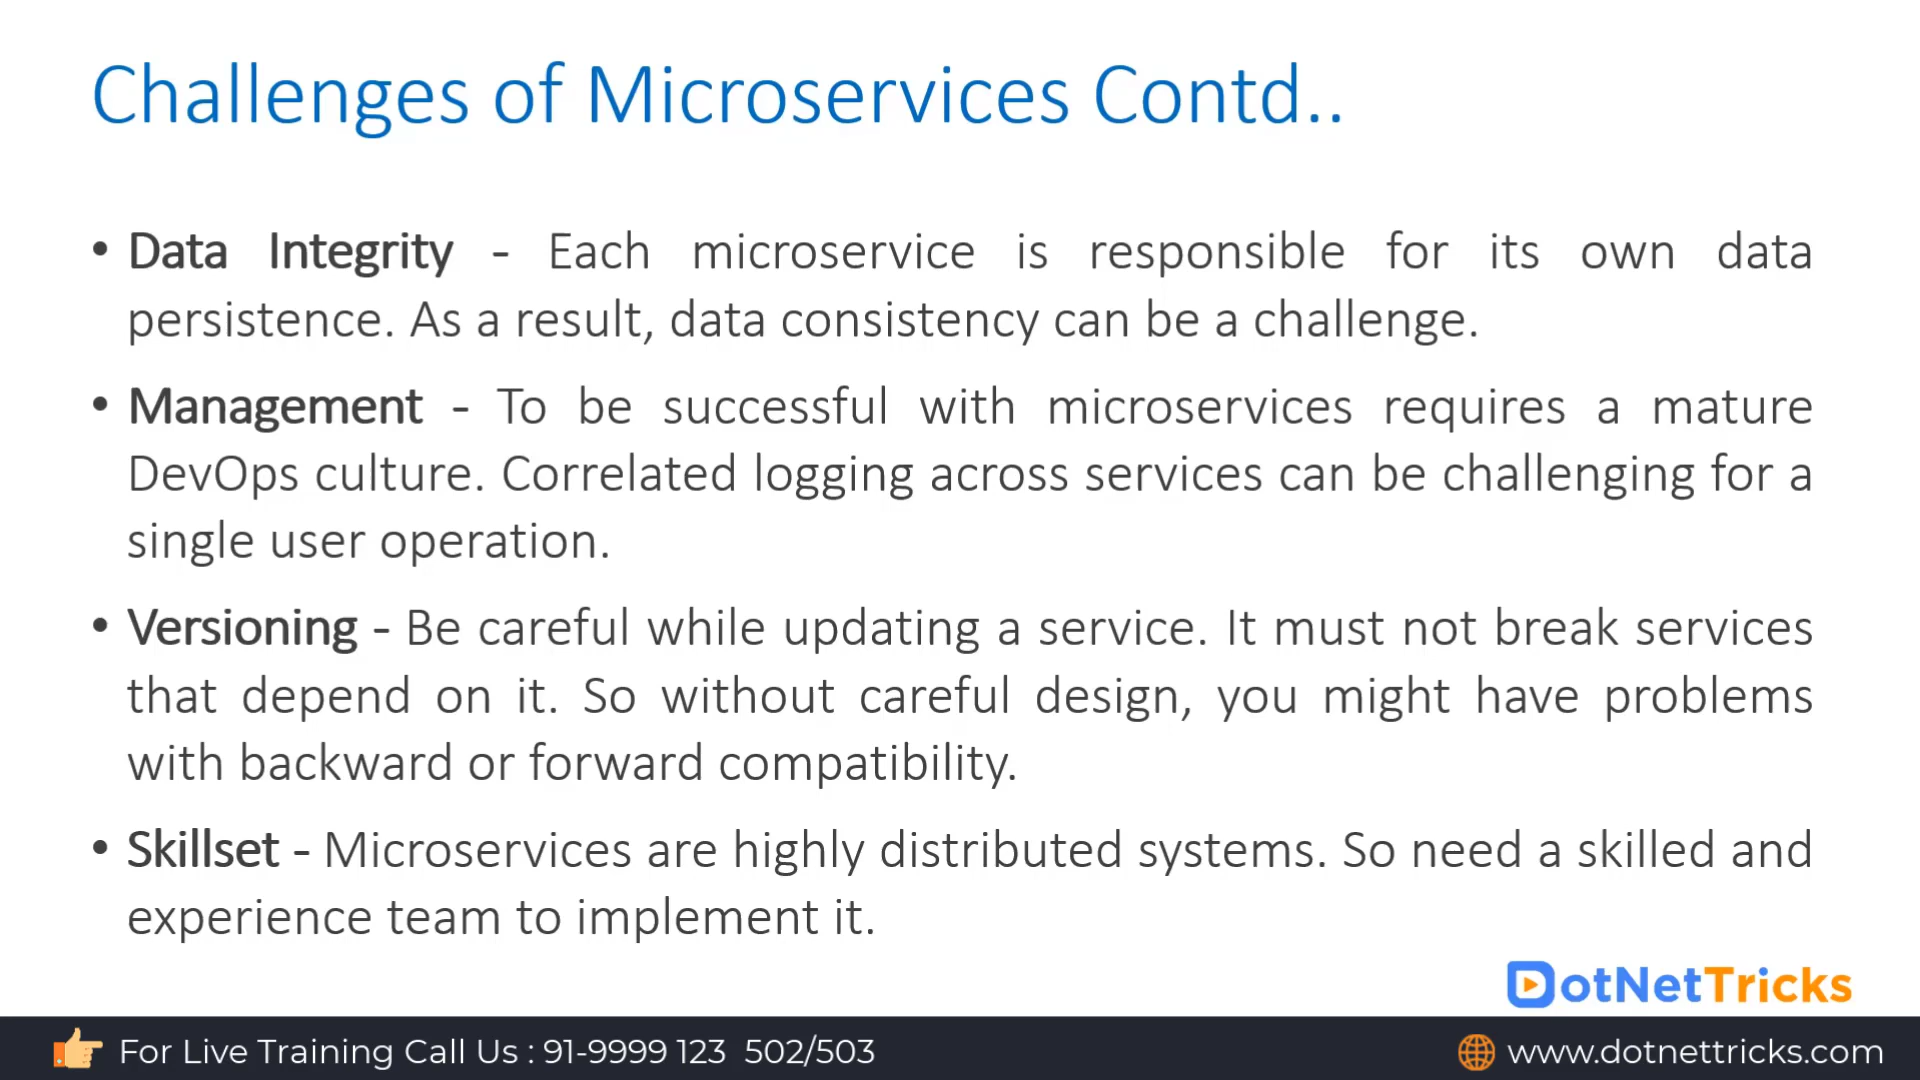 Challenges of Microservices Contd..
• Data Integrity - Each microservice is responsible for its own data
persistence. As a result, data consistency can be a challenge.
• Management - To be successful with microservices requires a mature
DevOps culture. Correlated logging across services can be challenging for a
single user operation.
• Versioning - Be careful while updating a service. It must not break services
that depend on it. So without careful design, you might have problems
with backward or forward compatibility.
• Skillset - Microservices are highly distributed systems. So need a skilled and
experience team to implement it.
DotNetTricks
For Live Training Call Us : 91-9999 123 502/503
www.dotnettricks.com